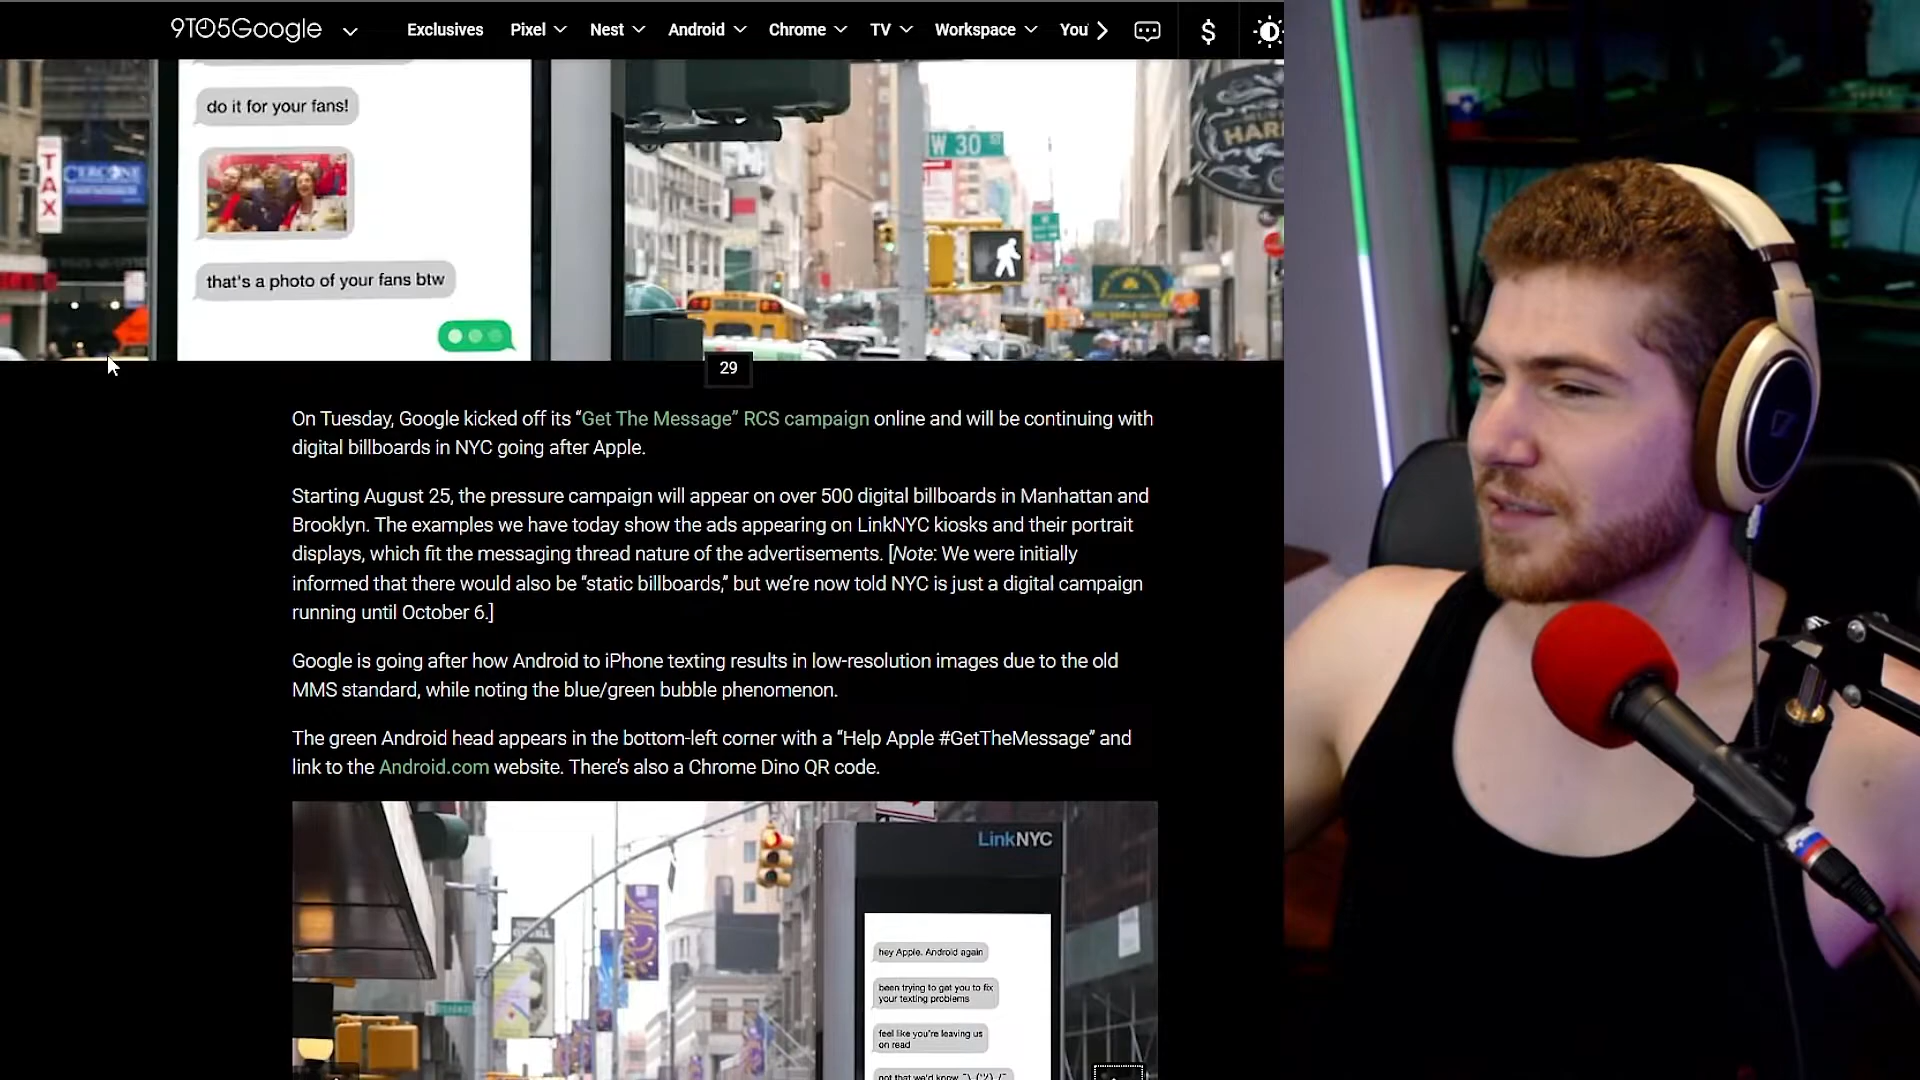 9TO5Google
Exclusives Pixel Nest Android Chrome TV Workspace You
do it for your fans!
that's a photo of your fans btw
TAX
W 30 ST
HARL
29
On Tuesday, Google kicked off its “Get The Message” RCS campaign online and will be continuing with
digital billboards in NYC going after Apple.
Starting August 25, the pressure campaign will appear on over 500 digital billboards in Manhattan and
Brooklyn. The examples we have today show the ads appearing on LinkNYC kiosks and their portrait
displays, which fit the messaging thread nature of the advertisements. [Note: We were initially
informed that there would also be “static billboards,” but we’re now told NYC is just a digital campaign
running until October 6.]
Google is going after how Android to iPhone texting results in low-resolution images due to the old
MMS standard, while noting the blue/green bubble phenomenon.
The green Android head appears in the bottom-left corner with a “Help Apple #GetTheMessage” and
link to the Android.com website. There’s also a Chrome Dino QR code.
LinkNYC
hey Apple. Android again
been trying to get you to fix
your texting problems
feel like you're leaving us
on read
not that we'd know ¯\_(ツ)_/¯